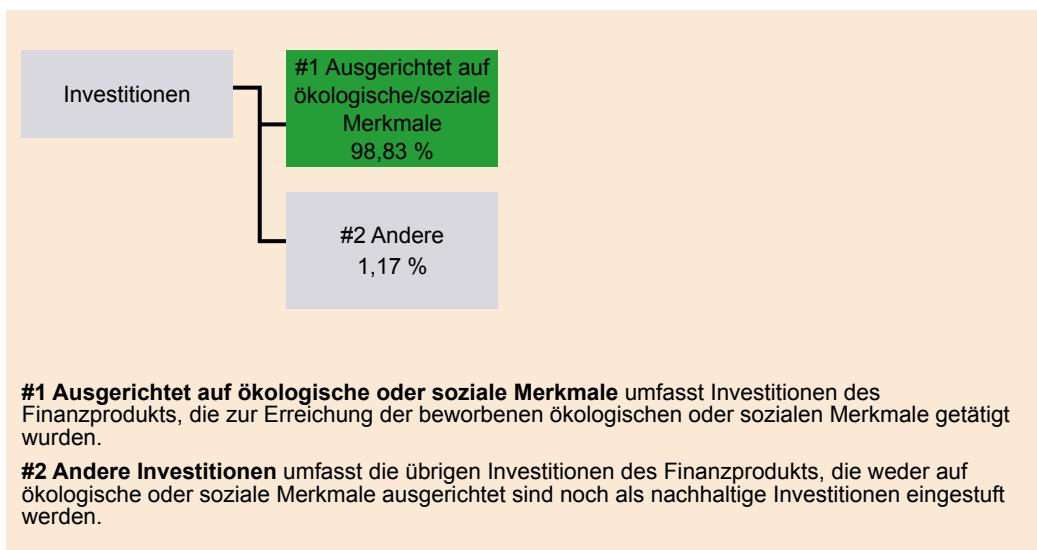 Investitionen
#1 Ausgerichtet auf
ökologische/soziale
Merkmale
98,83 %
#2 Andere
1,17 %
#1 Ausgerichtet auf ökologische oder soziale Merkmale umfasst Investitionen des
Finanzprodukts, die zur Erreichung der beworbenen ökologischen oder sozialen Merkmale getätigt
wurden.
#2 Andere Investitionen umfasst die übrigen Investitionen des Finanzprodukts, die weder auf
ökologische oder soziale Merkmale ausgerichtet sind noch als nachhaltige Investitionen eingestuft
werden.